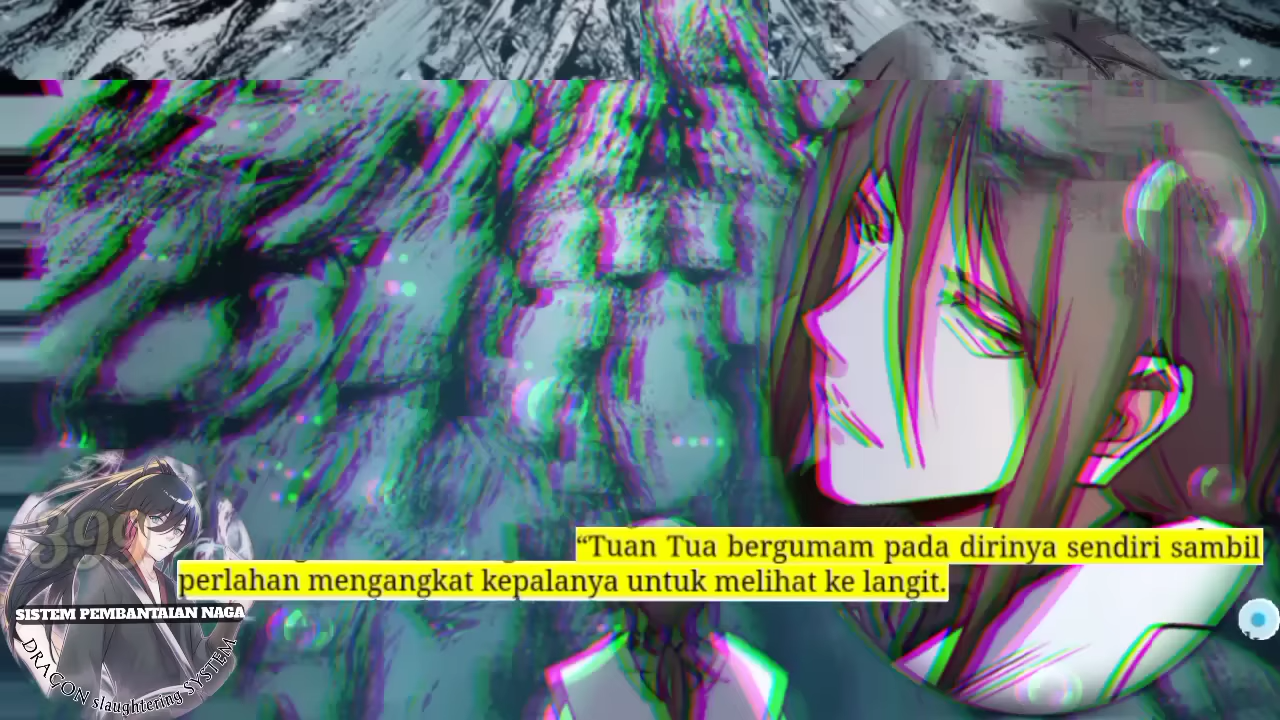 “Tuan Tua bergumam pada dirinya sendiri sambil
perlahan mengangkat kepalanya untuk melihat ke langit.
399
SISTEM PEMBANTAIAN NAGA
DRAGON slaughtering SYSTEM